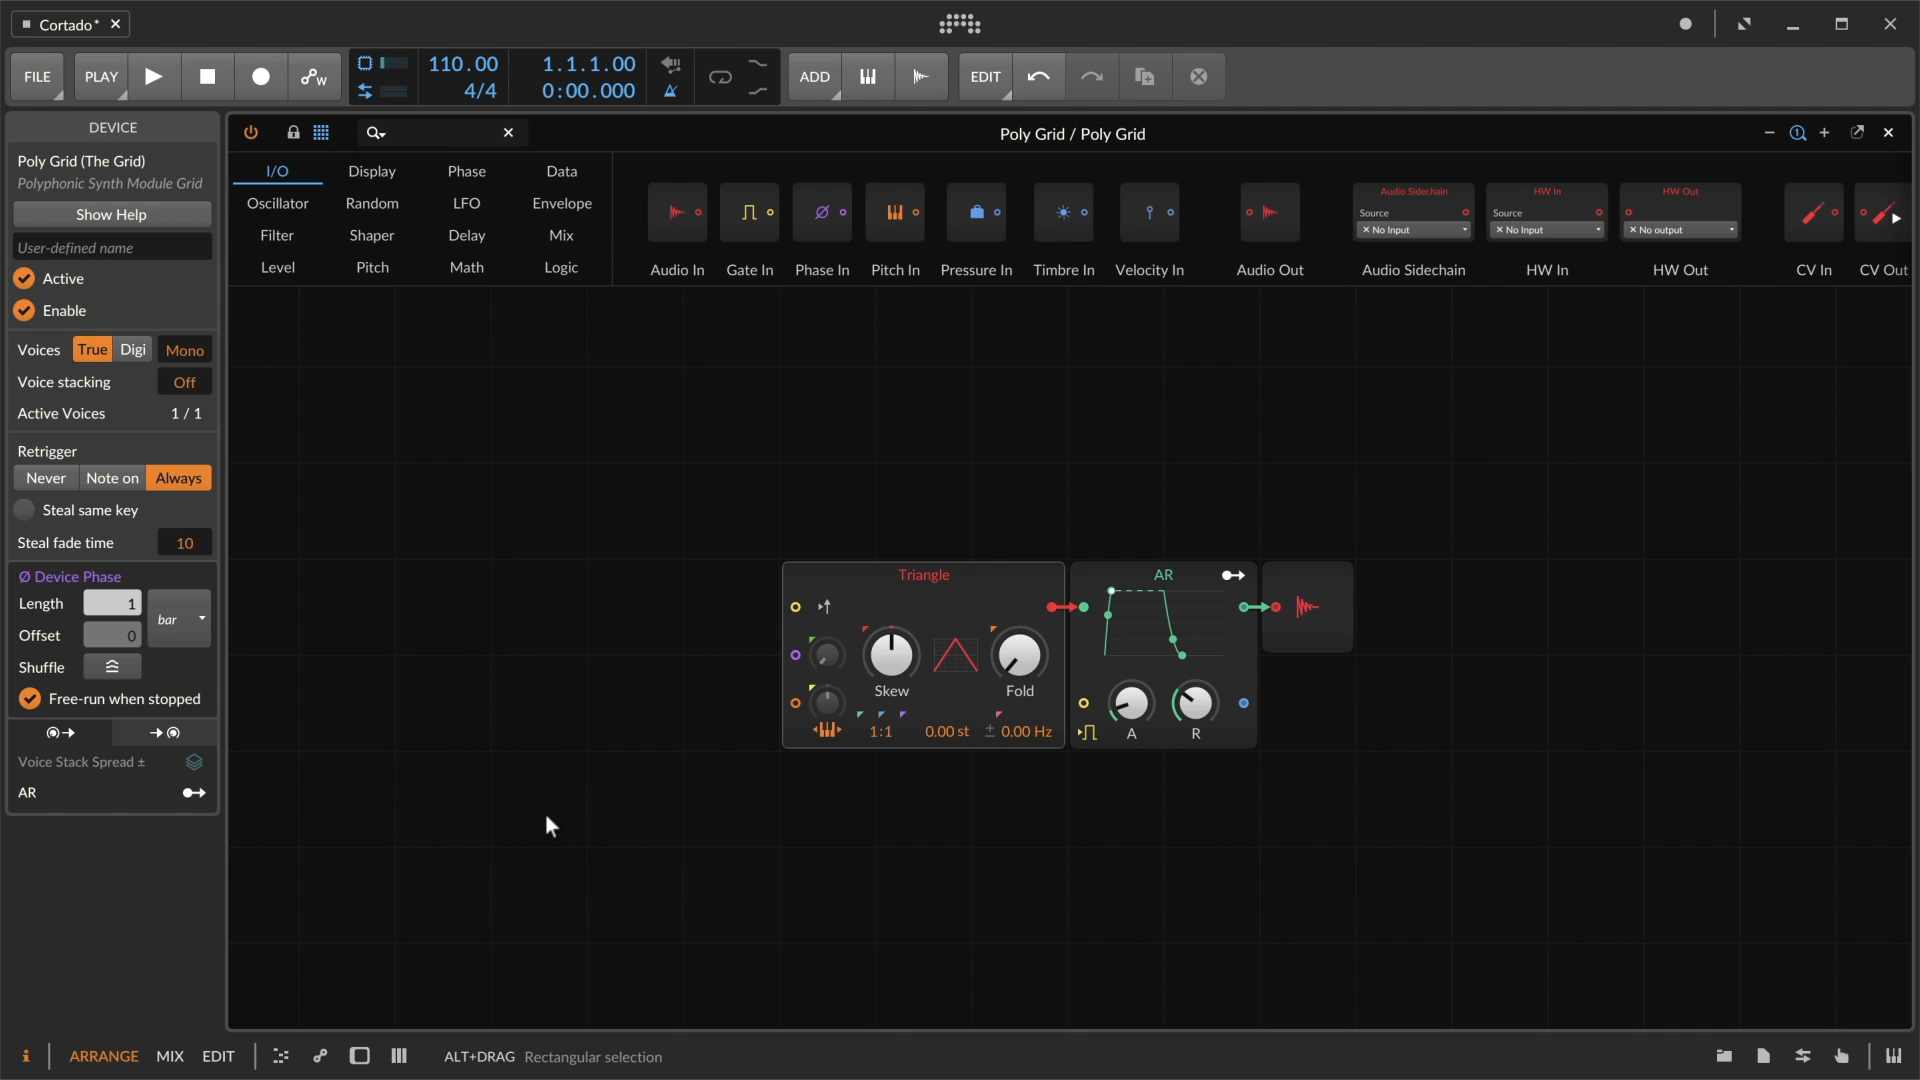 Cortado*
FILE
PLAY
110.00
4/4
1.1.1.00
0:00.000
ADD
EDIT
DEVICE
Poly Grid (The Grid)
Polyphonic Synth Module Grid
Show Help
User-defined name
Active
Enable
Voices True Digi Mono
Voice stacking Off
Active Voices 1 / 1
Retrigger
Never Note on Always
Steal same key
Steal fade time 10
Ø Device Phase
Length 1 bar
Offset 0
Shuffle
Free-run when stopped
Voice Stack Spread ±
AR
Poly Grid / Poly Grid
I/O Display Phase Data
Oscillator Random LFO Envelope
Filter Shaper Delay Mix
Level Pitch Math Logic
Audio In
Gate In
Phase In
Pitch In
Pressure In
Timbre In
Velocity In
Audio Out
Audio Sidechain
Source
No Input
Audio Sidechain
HW In
Source
No Input
HW In
HW Out
No output
HW Out
CV In
CV Out
Triangle
Skew
Fold
1:1 0.00 st ± 0.00 Hz
AR
A R
ARRANGE MIX EDIT
ALT+DRAG Rectangular selection